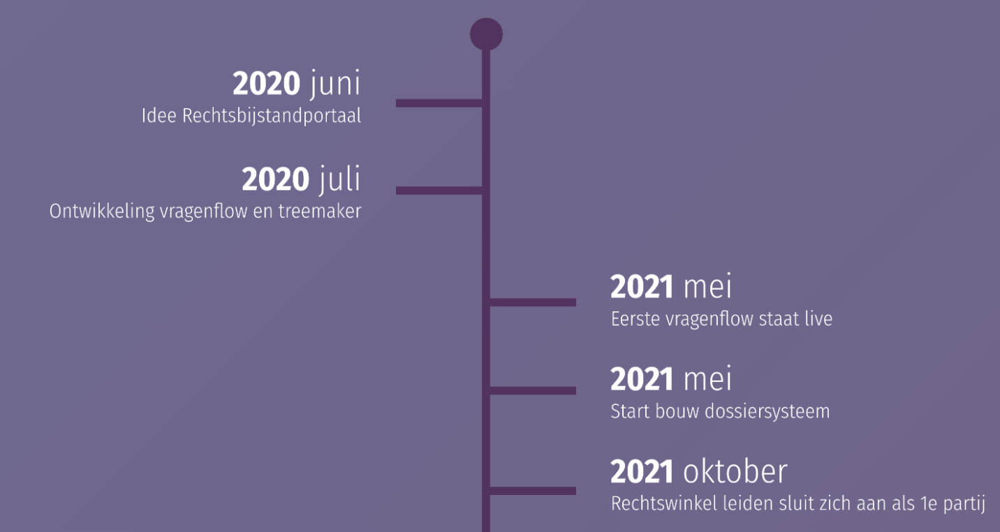 2020 juni
Idee Rechtsbijstandportaal
2020 juli
Ontwikkeling vragenflow en treemaker
2021 mei
Eerste vragenflow staat live
2021 mei
Start bouw dossiersysteem
2021 oktober
Rechtswinkel leiden sluit zich aan als 1e partij